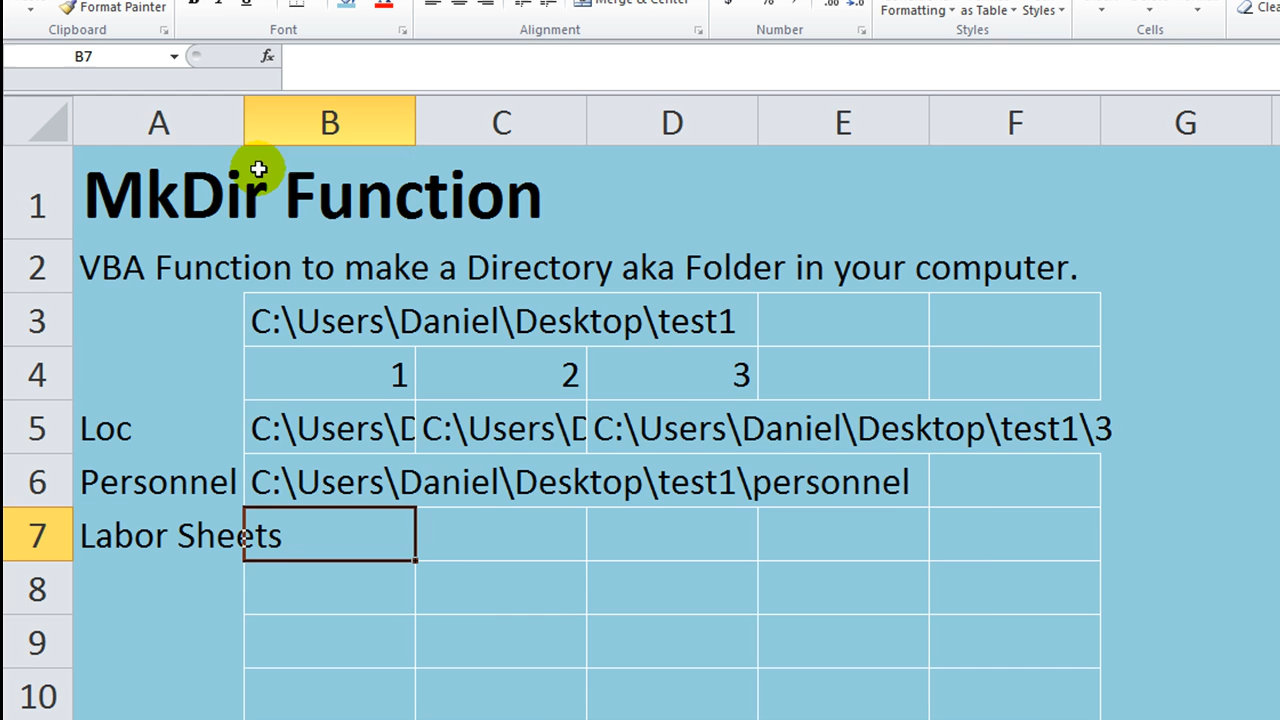 Format Painter
Merge & Center
$ % , .00 .00
Formatting as Table Styles
Clipboard Font Alignment Number Styles Cells
B7 fx
A B C D E F G
1 MkDir Function
2 VBA Function to make a Directory aka Folder in your computer.
3 C:\Users\Daniel\Desktop\test1
4 1 2 3
5 Loc C:\Users\D C:\Users\D C:\Users\Daniel\Desktop\test1\3
6 Personnel C:\Users\Daniel\Desktop\test1\personnel
7 Labor Sheets
8
9
10